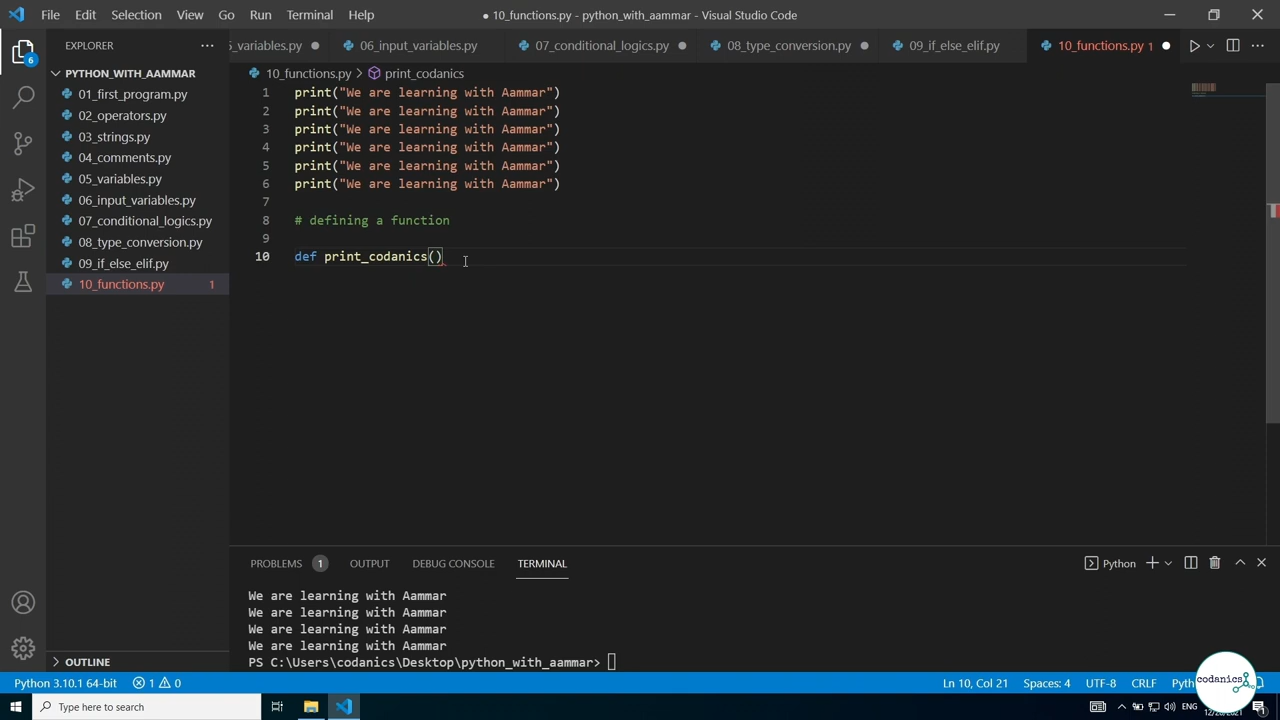 File Edit Selection View Go Run Terminal Help
● 10_functions.py - python_with_aammar - Visual Studio Code
EXPLORER
5_variables.py 06_input_variables.py 07_conditional_logics.py 08_type_conversion.py 09_if_else_elif.py 10_functions.py 1
6
PYTHON_WITH_AAMMAR
01_first_program.py
02_operators.py
03_strings.py
04_comments.py
05_variables.py
06_input_variables.py
07_conditional_logics.py
08_type_conversion.py
09_if_else_elif.py
10_functions.py 1
10_functions.py > print_codanics
1 print("We are learning with Aammar")
2 print("We are learning with Aammar")
3 print("We are learning with Aammar")
4 print("We are learning with Aammar")
5 print("We are learning with Aammar")
6 print("We are learning with Aammar")
7
8 # defining a function
9
10 def print_codanics()
PROBLEMS 1 OUTPUT DEBUG CONSOLE TERMINAL
Python
We are learning with Aammar
We are learning with Aammar
We are learning with Aammar
We are learning with Aammar
PS C:\Users\codanics\Desktop\python_with_aammar>
OUTLINE
Python 3.10.1 64-bit 1 0 Ln 10, Col 21 Spaces: 4 UTF-8 CRLF
codanics
Type here to search
ENG